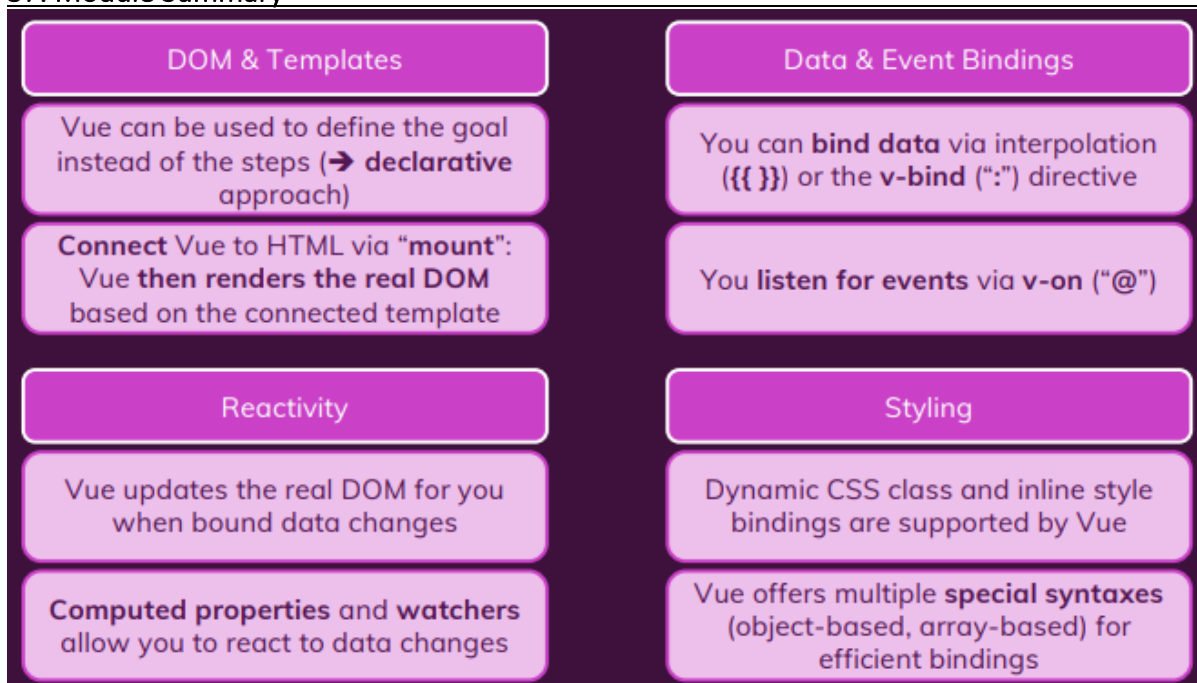 DOM & Templates
Vue can be used to define the goal
instead of the steps (➔ declarative
approach)
Connect Vue to HTML via “mount”:
Vue then renders the real DOM
based on the connected template
Data & Event Bindings
You can bind data via interpolation
({{ }}) or the v-bind (“:”) directive
You listen for events via v-on (“@”)
Reactivity
Vue updates the real DOM for you
when bound data changes
Computed properties and watchers
allow you to react to data changes
Styling
Dynamic CSS class and inline style
bindings are supported by Vue
Vue offers multiple special syntaxes
(object-based, array-based) for
efficient bindings